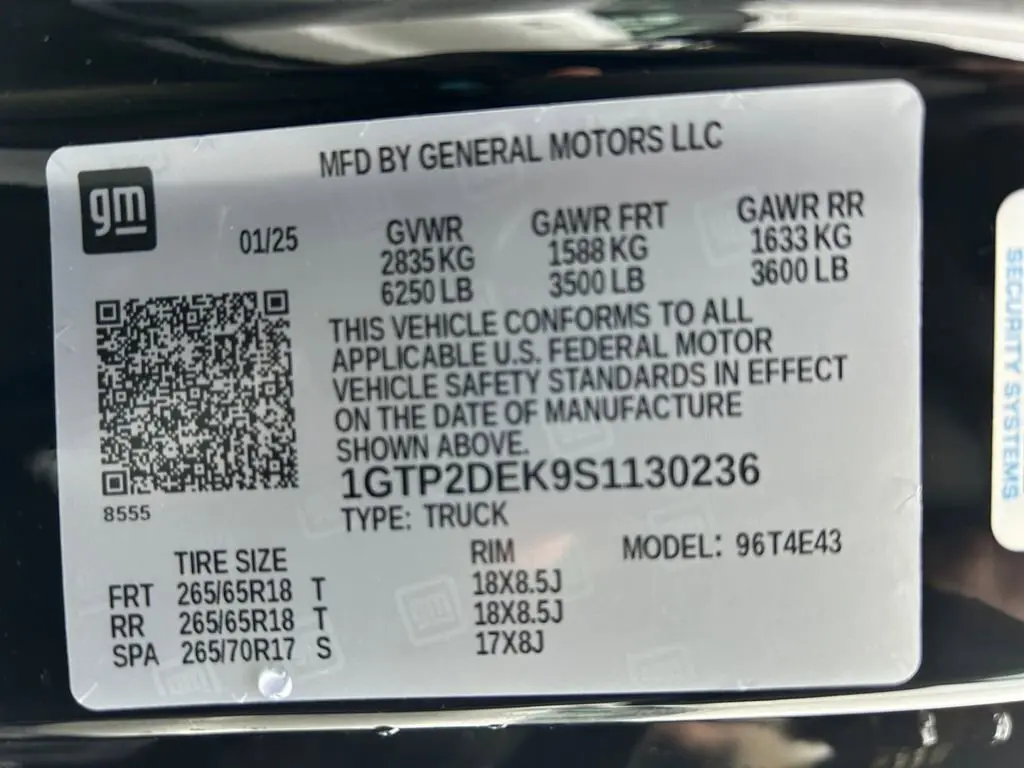 MFD BY GENERAL MOTORS LLC
gm
01/25
GVWR
2835 KG
6250 LB
GAWR FRT
1588 KG
3500 LB
GAWR RR
1633 KG
3600 LB
THIS VEHICLE CONFORMS TO ALL
APPLICABLE U.S. FEDERAL MOTOR
VEHICLE SAFETY STANDARDS IN EFFECT
ON THE DATE OF MANUFACTURE
SHOWN ABOVE.
1GTP2DEK9S1130236
8555
TYPE: TRUCK
TIRE SIZE RIM MODEL: 96T4E43
FRT 265/65R18 T 18X8.5J
RR 265/65R18 T 18X8.5J
SPA 265/70R17 S 17X8J
SECURITY SYSTEMS